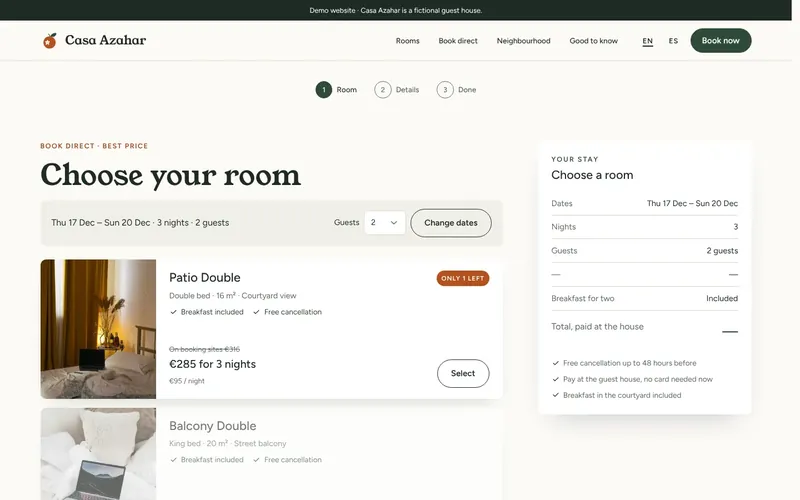 Demo website · Casa Azahar is a fictional guest house.
Casa Azahar
Rooms
Book direct
Neighbourhood
Good to know
EN
ES
Book now
1 Room
2 Details
3 Done
BOOK DIRECT · BEST PRICE
Choose your room
Thu 17 Dec – Sun 20 Dec · 3 nights · 2 guests
Guests
2
Change dates
Patio Double
ONLY 1 LEFT
Double bed · 16 m² · Courtyard view
Breakfast included
Free cancellation
On booking sites €316
€285 for 3 nights
€95 / night
Select
Balcony Double
King bed · 20 m² · Street balcony
Breakfast included
Free cancellation
YOUR STAY
Choose a room
Dates Thu 17 Dec – Sun 20 Dec
Nights 3
Guests 2 guests
— —
Breakfast for two Included
Total, paid at the house —
Free cancellation up to 48 hours before
Pay at the guest house, no card needed now
Breakfast in the courtyard included